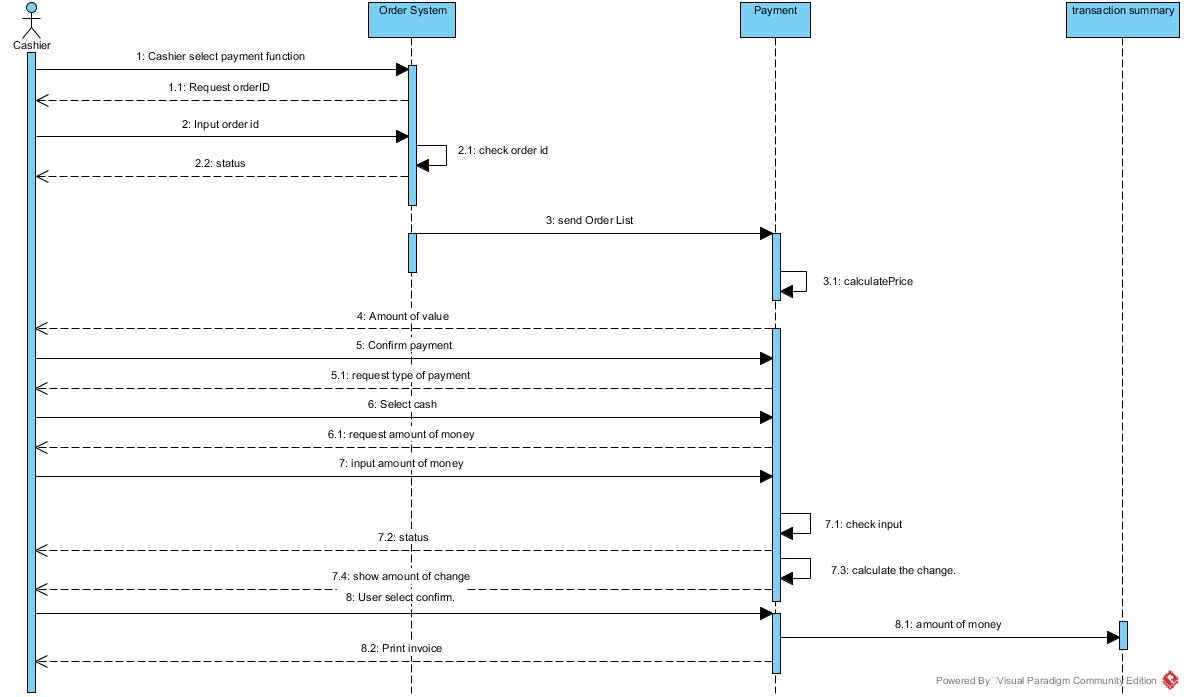 Order System
Payment
transaction summary
Cashier
1: Cashier select payment function
1.1: Request orderID
2: Input order id
2.1: check order id
2.2: status
3: send Order List
3.1: calculatePrice
4: Amount of value
5: Confirm payment
5.1: request type of payment
6: Select cash
6.1: request amount of money
7: input amount of money
7.1: check input
7.2: status
7.3: calculate the change.
7.4: show amount of change
8: User select confirm.
8.1: amount of money
8.2: Print invoice
Powered By Visual Paradigm Community Edition